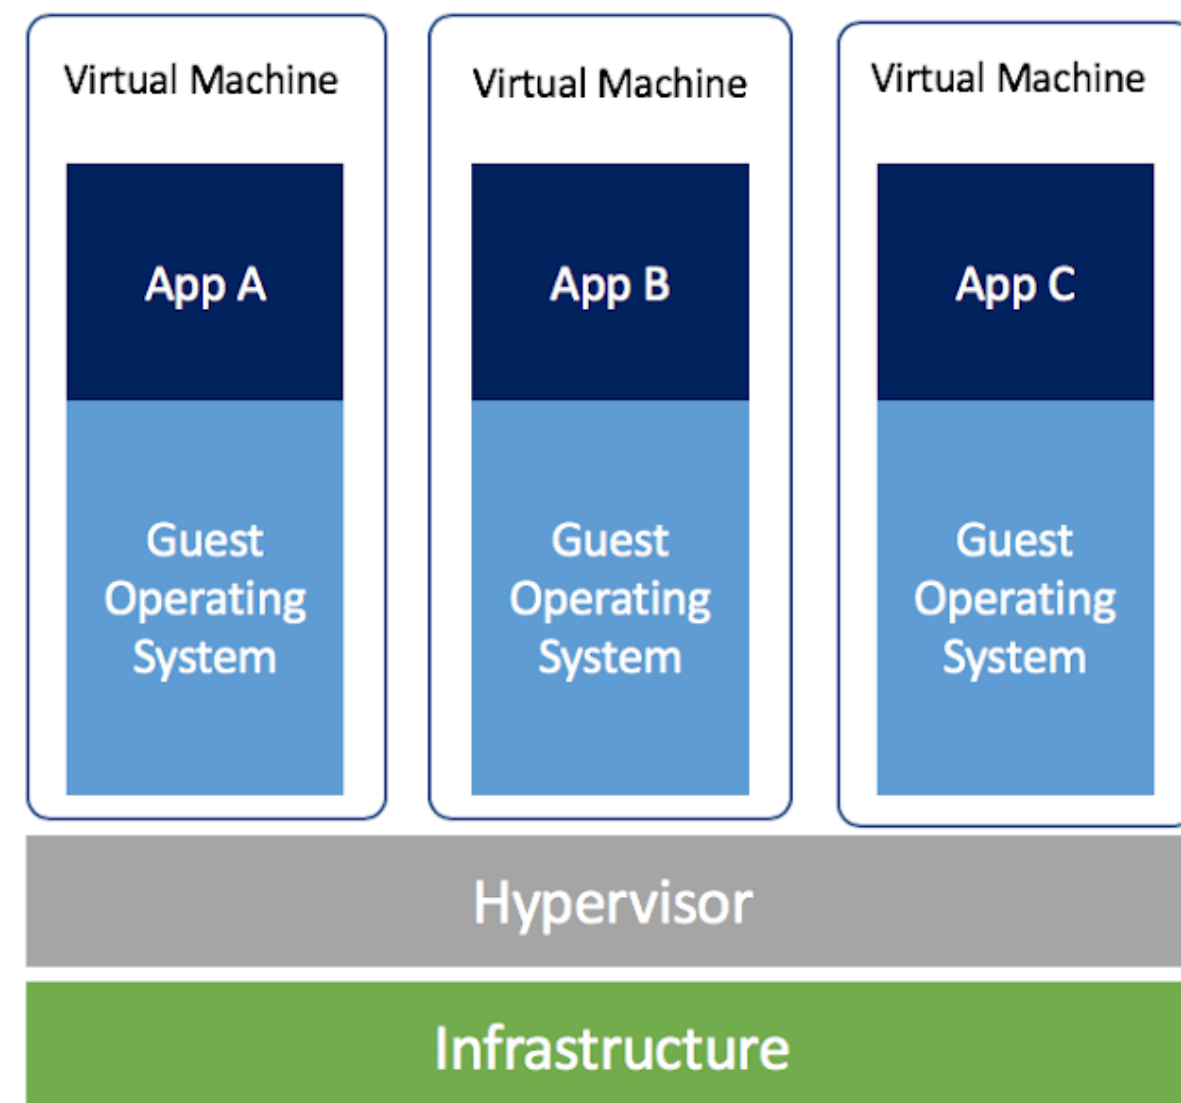 Virtual Machine
Virtual Machine
Virtual Machine
App A
App B
App C
Guest
Operating
System
Guest
Operating
System
Guest
Operating
System
Hypervisor
Infrastructure